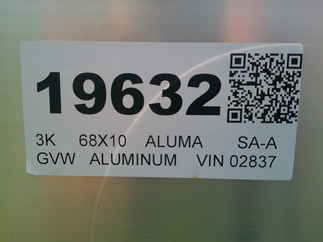 19632
3K 68X10 ALUMA SA-A
GVW ALUMINUM VIN 02837